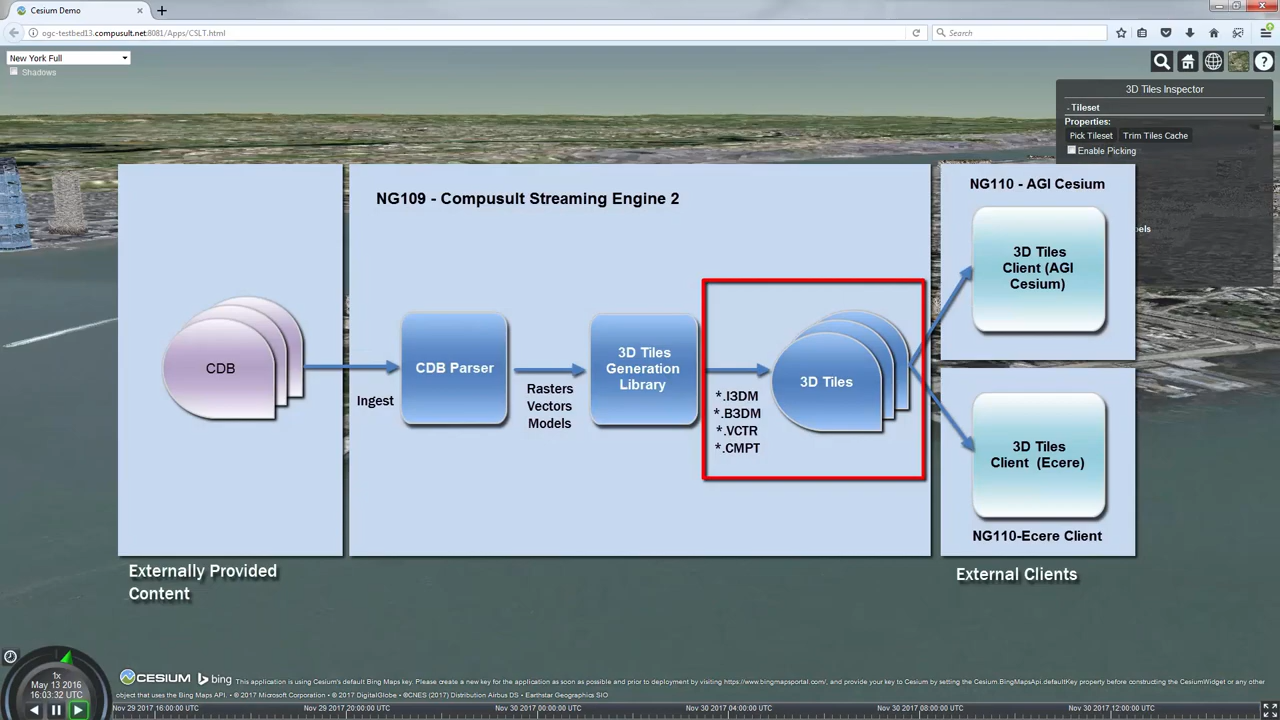 Cesium Demo
ogc-testbed13.compusult.net:8081/Apps/CSLT.html
Search
New York Full
Shadows
3D Tiles Inspector
- Tileset
Properties:
Pick Tileset Trim Tiles Cache
Enable Picking
NG109 - Compusult Streaming Engine 2
NG110 - AGI Cesium
3D Tiles
Client (AGI
Cesium)
CDB
Ingest
CDB Parser
Rasters
Vectors
Models
3D Tiles
Generation
Library
*.I3DM
*.B3DM
*.VCTR
*.CMPT
3D Tiles
3D Tiles
Client (Ecere)
NG110-Ecere Client
Externally Provided
Content
External Clients
1x
May 13 2016
16:03:32 UTC
CESIUM bing This application is using Cesium's default Bing Maps key. Please create a new key for the application as soon as possible and prior to deployment by visiting https://www.bingmapsportal.com/, and provide your key to Cesium by setting the Cesium.BingMapsApi.defaultKey property before constructing the CesiumWidget or any other
object that uses the Bing Maps API. • © 2017 Microsoft Corporation • © 2017 DigitalGlobe • ©CNES (2017) Distribution Airbus DS • Earthstar Geographics SIO
Nov 29 2017 16:00:00 UTC Nov 29 2017 20:00:00 UTC Nov 30 2017 00:00:00 UTC Nov 30 2017 04:00:00 UTC Nov 30 2017 08:00:00 UTC Nov 30 2017 12:00:00 UTC